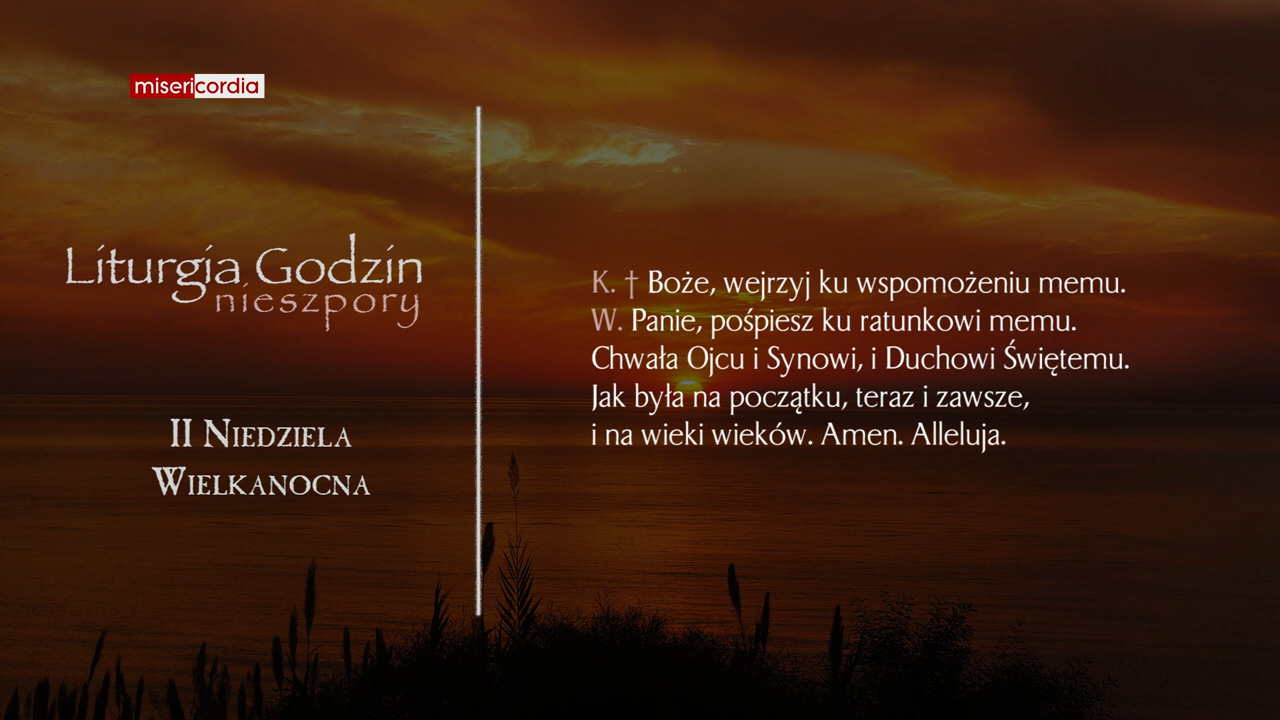 misericordia
Liturgia Godzin
nieszpory
II Niedziela
Wielkanocna
K. † Boże, wejrzyj ku wspomożeniu memu.
W. Panie, pośpiesz ku ratunkowi memu.
Chwała Ojcu i Synowi, i Duchowi Świętemu.
Jak była na początku, teraz i zawsze,
i na wieki wieków. Amen. Alleluja.